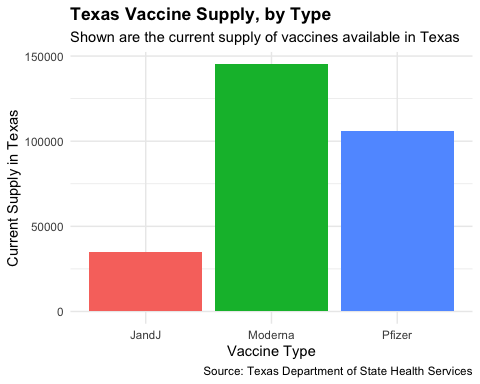 Texas Vaccine Supply, by Type
Shown are the current supply of vaccines available in Texas
Current Supply in Texas
150000
100000
50000
0
JandJ Moderna Pfizer
Vaccine Type
Source: Texas Department of State Health Services